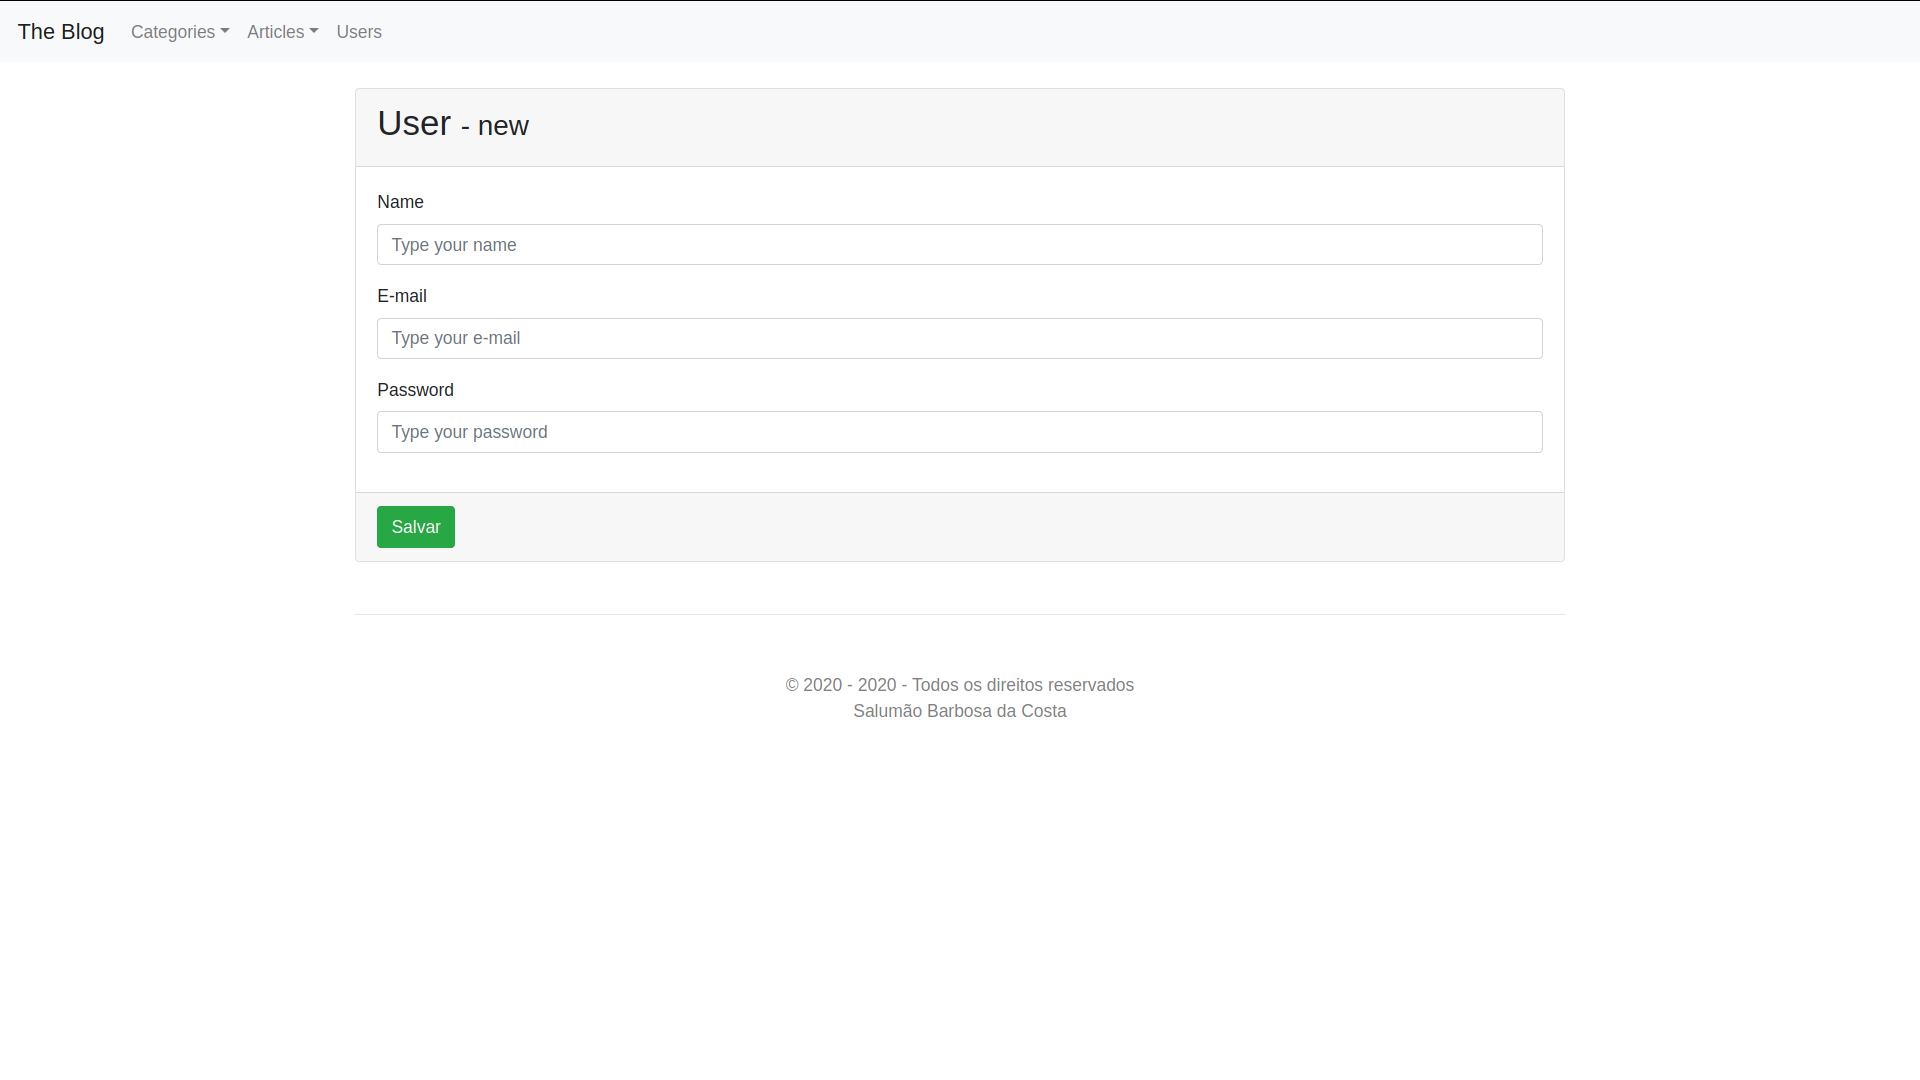 The Blog Categories Articles Users
User - new
Name
Type your name
E-mail
Type your e-mail
Password
Type your password
Salvar
© 2020 - 2020 - Todos os direitos reservados
Salumão Barbosa da Costa